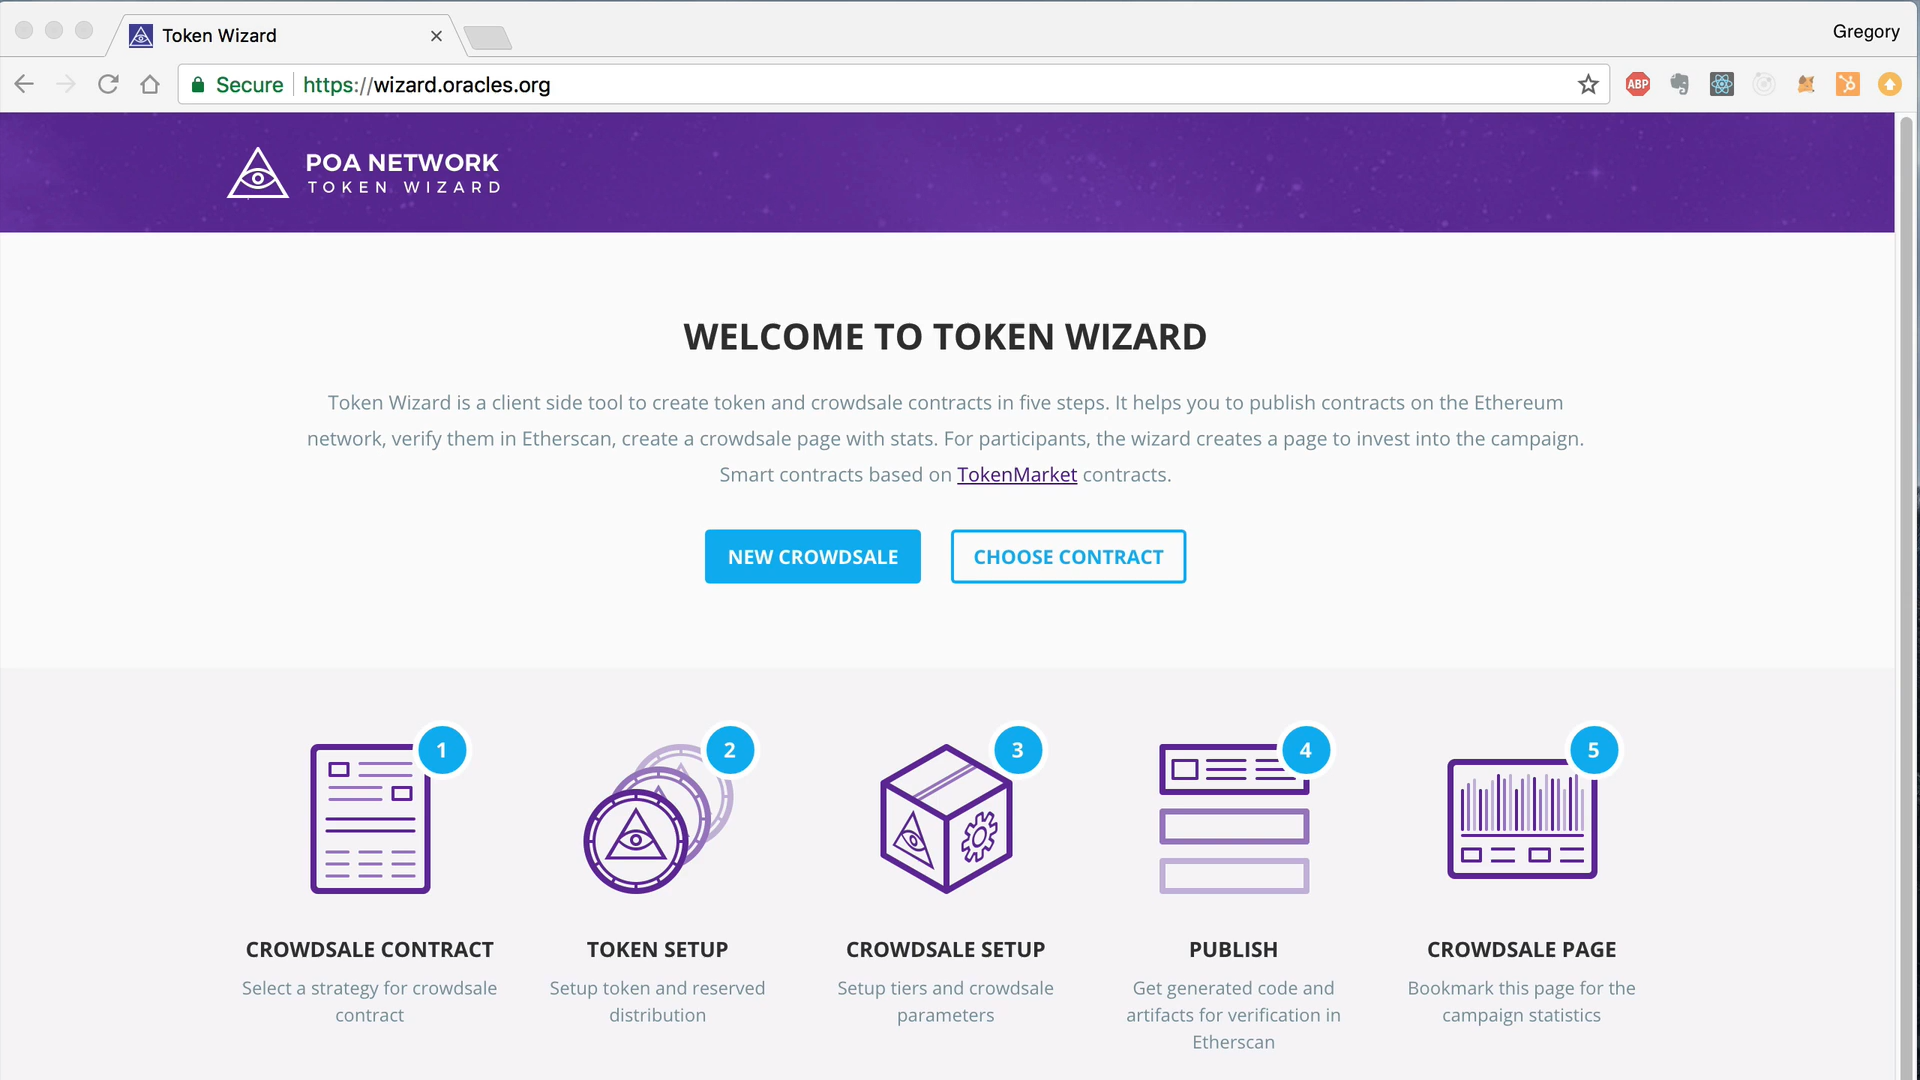 Token Wizard
Gregory
Secure
https://wizard.oracles.org
ABP
POA NETWORK
TOKEN WIZARD
WELCOME TO TOKEN WIZARD
Token Wizard is a client side tool to create token and crowdsale contracts in five steps. It helps you to publish contracts on the Ethereum
network, verify them in Etherscan, create a crowdsale page with stats. For participants, the wizard creates a page to invest into the campaign.
Smart contracts based on TokenMarket contracts.
NEW CROWDSALE
CHOOSE CONTRACT
1
2
3
4
5
CROWDSALE CONTRACT
Select a strategy for crowdsale
contract
TOKEN SETUP
Setup token and reserved
distribution
CROWDSALE SETUP
Setup tiers and crowdsale
parameters
PUBLISH
Get generated code and
artifacts for verification in
Etherscan
CROWDSALE PAGE
Bookmark this page for the
campaign statistics